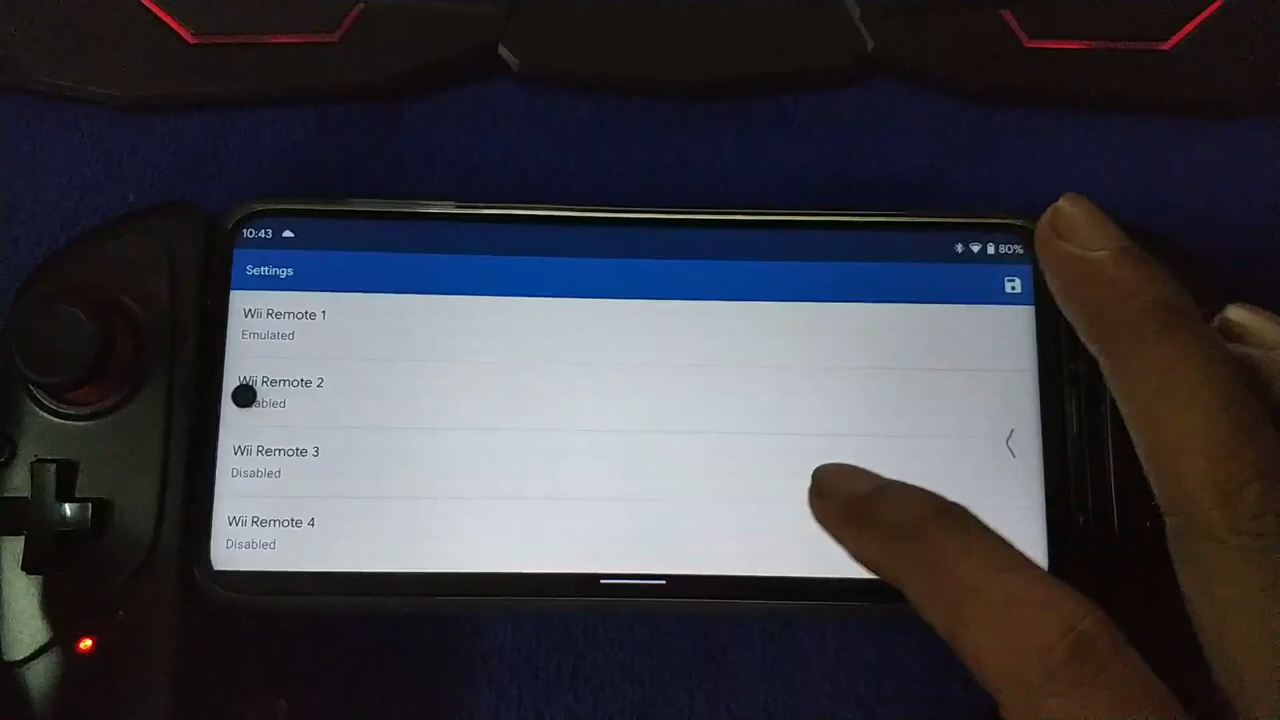 10:43
80%
Settings
Wii Remote 1
Emulated
Wii Remote 2
Wii Remote 3
Disabled
Wii Remote 4
Disabled